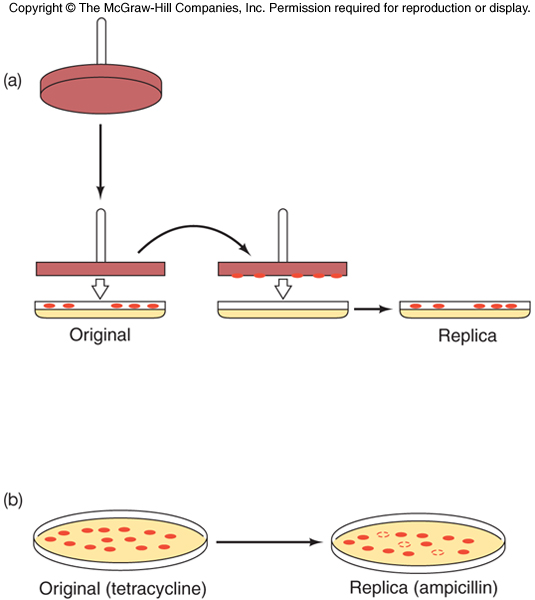 Copyright © The McGraw-Hill Companies, Inc. Permission required for reproduction or display.
(a)
Original
Replica
(b)
Original (tetracycline)
Replica (ampicillin)